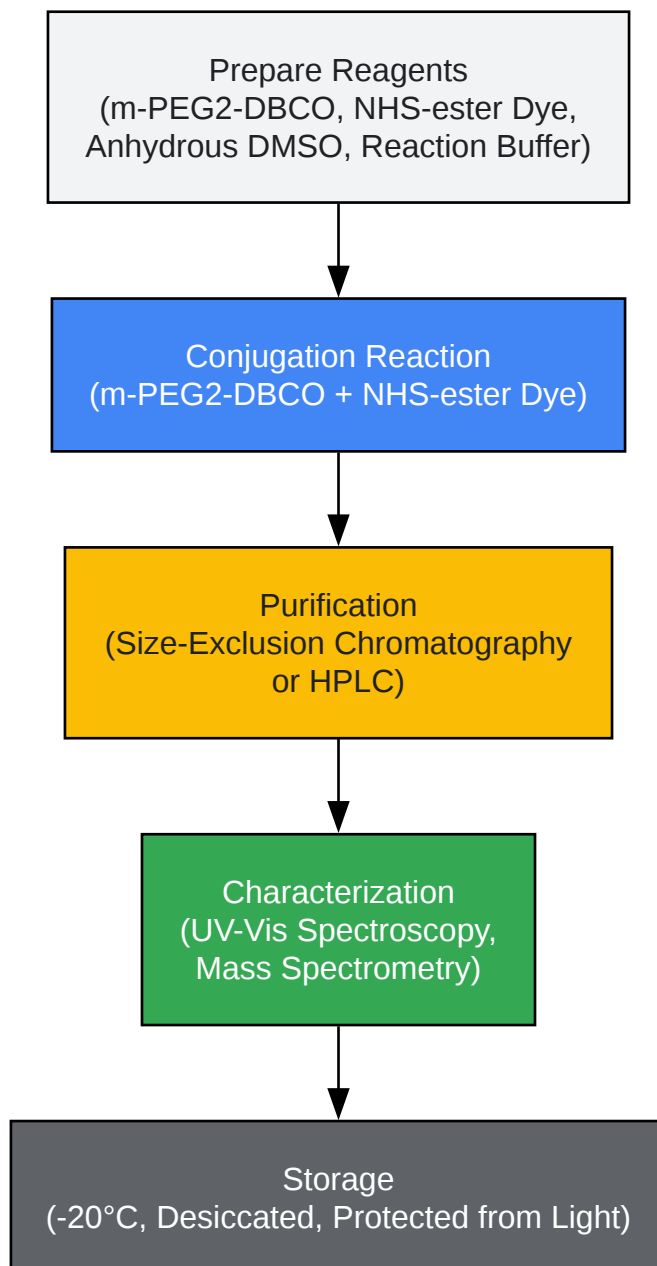 Prepare Reagents
(m-PEG2-DBCO, NHS-ester Dye,
Anhydrous DMSO, Reaction Buffer)
Conjugation Reaction
(m-PEG2-DBCO + NHS-ester Dye)
Purification
(Size-Exclusion Chromatography
or HPLC)
Characterization
(UV-Vis Spectroscopy,
Mass Spectrometry)
Storage
(-20°C, Desiccated, Protected from Light)